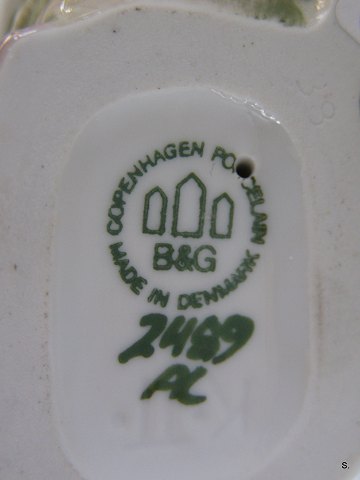 COPENHAGEN PORCELAIN
B&G
MADE IN DENMARK
2489
AL
S.